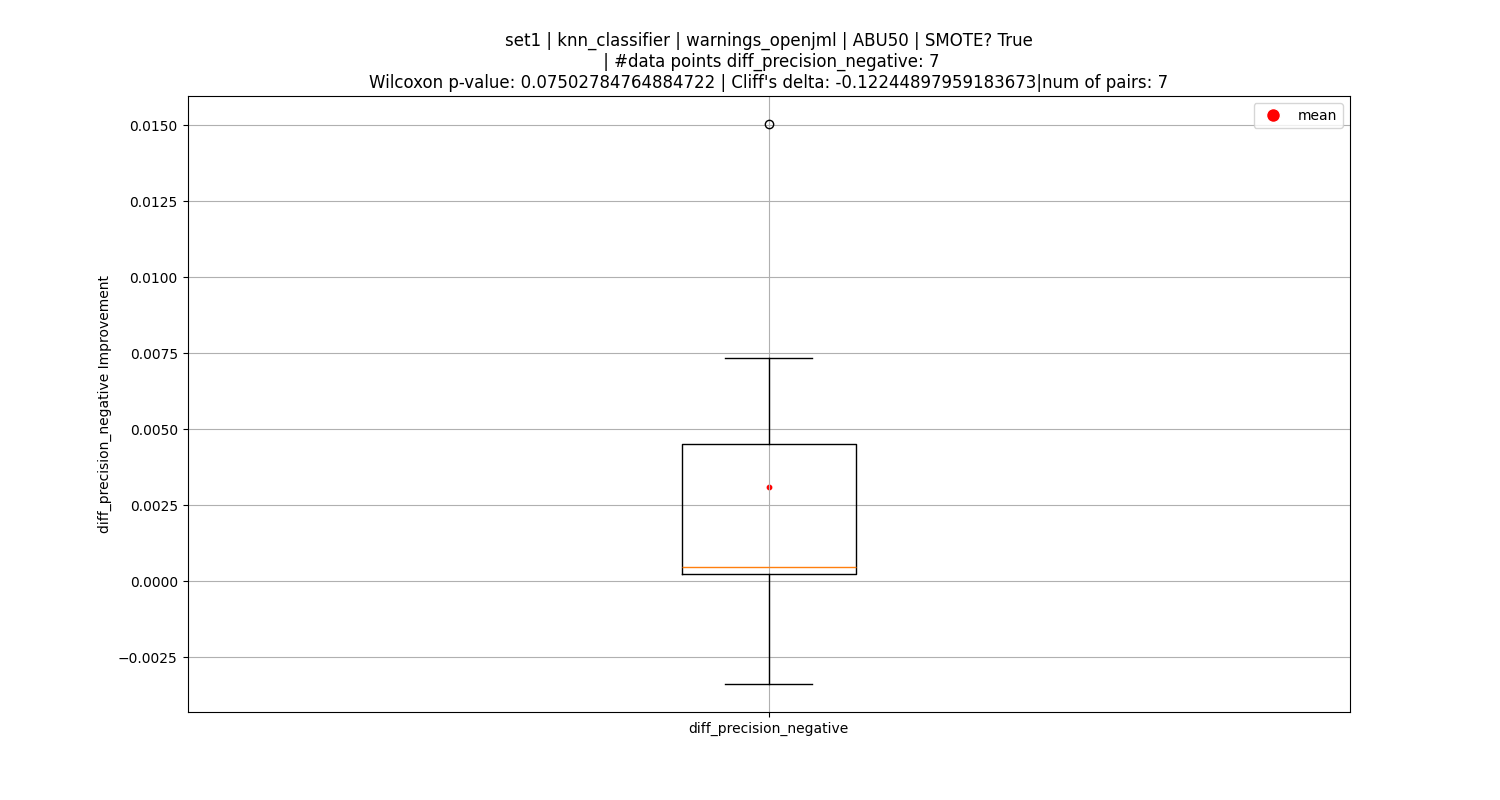 set1 | knn_classifier | warnings_openjml | ABU50 | SMOTE? True
| #data points diff_precision_negative: 7
Wilcoxon p-value: 0.07502784764884722 | Cliff's delta: -0.12244897959183673|num of pairs: 7
mean
0.0150
0.0125
0.0100
0.0075
0.0050
0.0025
0.0000
−0.0025
diff_precision_negative Improvement
diff_precision_negative